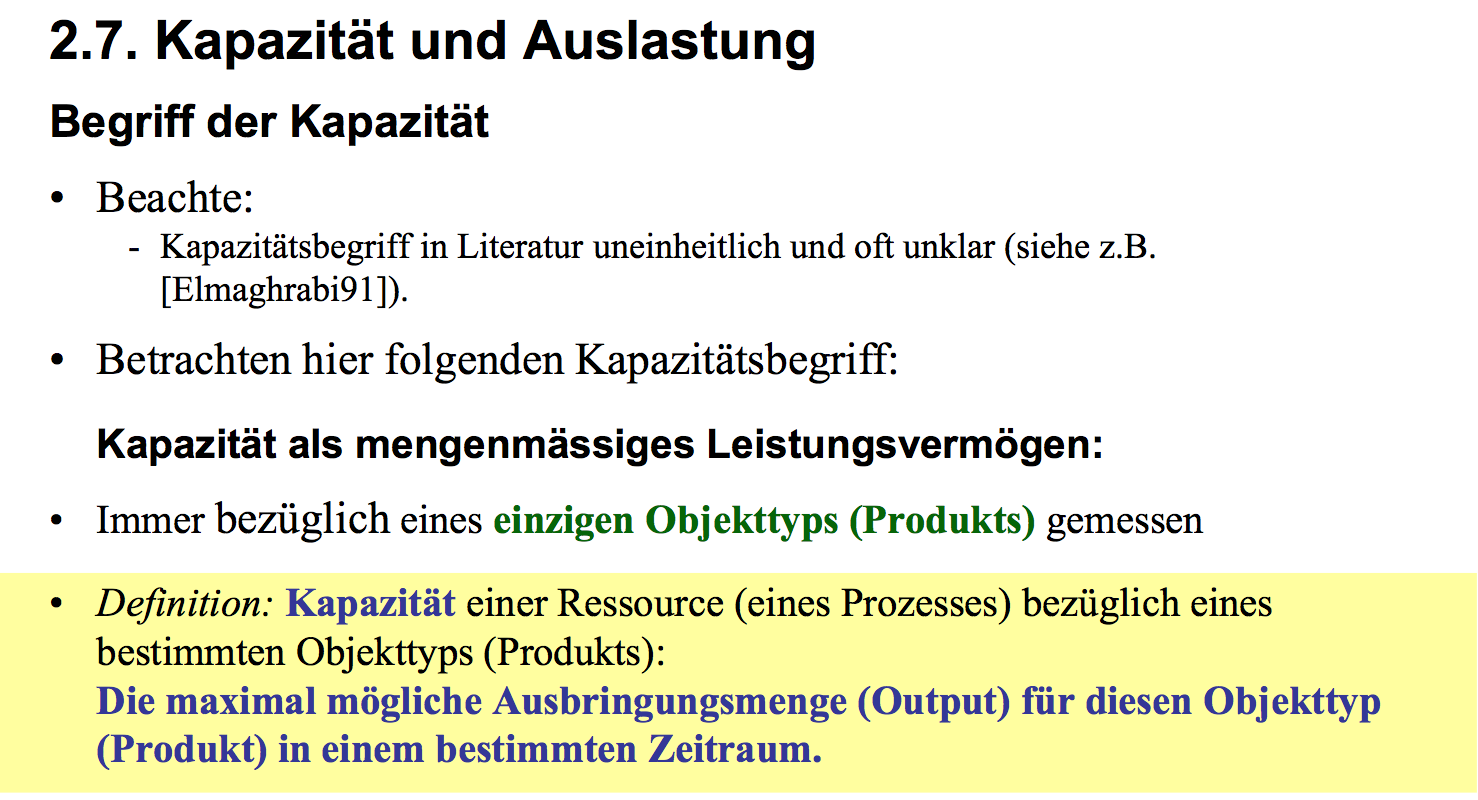 2.7. Kapazität und Auslastung
Begriff der Kapazität
• Beachte:
- Kapazitätsbegriff in Literatur uneinheitlich und oft unklar (siehe z.B.
[Elmaghrabi91]).
• Betrachten hier folgenden Kapazitätsbegriff:
Kapazität als mengenmässiges Leistungsvermögen:
• Immer bezüglich eines einzigen Objekttyps (Produkts) gemessen
• Definition: Kapazität einer Ressource (eines Prozesses) bezüglich eines
bestimmten Objekttyps (Produkts):
Die maximal mögliche Ausbringungsmenge (Output) für diesen Objekttyp
(Produkt) in einem bestimmten Zeitraum.